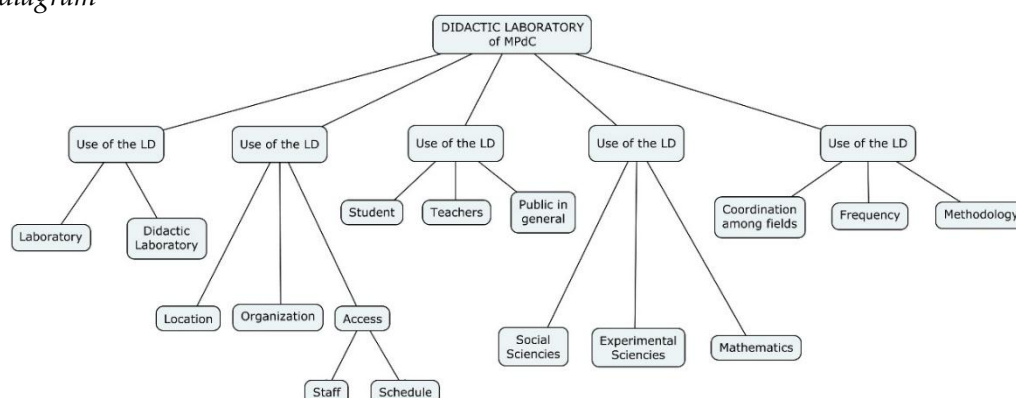 diagram
DIDACTIC LABORATORY
of MPdC
Use of the LD
Use of the LD
Use of the LD
Use of the LD
Use of the LD
Laboratory
Didactic
Laboratory
Location
Organization
Access
Staff
Schedule
Student
Teachers
Public in
general
Social
Sciencies
Experimental
Sciencies
Mathematics
Coordination
among fields
Frequency
Methodology